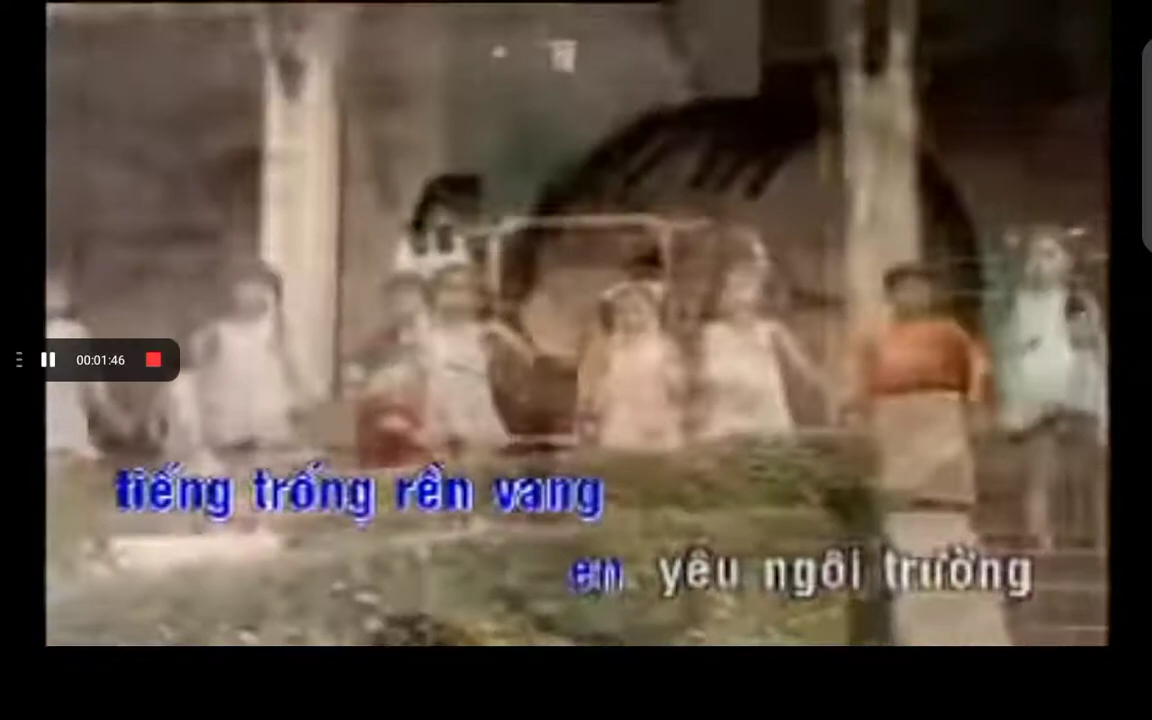 00:01:46
tiếng trống rền vang
em yêu ngôi trường